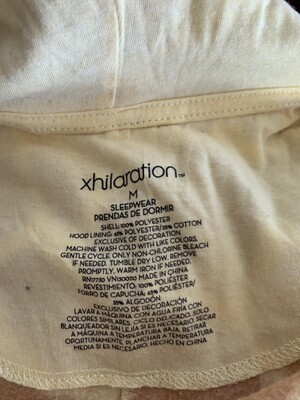 xhilaration™
M
SLEEPWEAR
PRENDAS DE DORMIR
SHELL: 100% POLYESTER
HOOD LINING: 65% POLYESTER/35% COTTON
EXCLUSIVE OF DECORATION
MACHINE WASH COLD WITH LIKE COLORS,
GENTLE CYCLE. ONLY NON-CHLORINE BLEACH
IF NEEDED. TUMBLE DRY LOW. REMOVE
PROMPTLY. WARM IRON IF NEEDED.
RN17730 VN300110 MADE IN CHINA
REVESTIMIENTO: 100% POLIÉSTER
FORRO DE CAPUCHA: 65% POLIÉSTER/
35% ALGODÓN
EXCLUSIVO DE DECORACIÓN
LAVAR A MÁQUINA CON AGUA FRÍA CON
COLORES SIMILARES, CICLO DELICADO. SOLO
BLANQUEADOR SIN LEJÍA SI ES NECESARIO. SECAR
A MÁQUINA A TEMPERATURA BAJA, RETIRAR
OPORTUNAMENTE. PLANCHAR A TEMPERATURA
MEDIA SI ES NECESARIO. HECHO EN CHINA